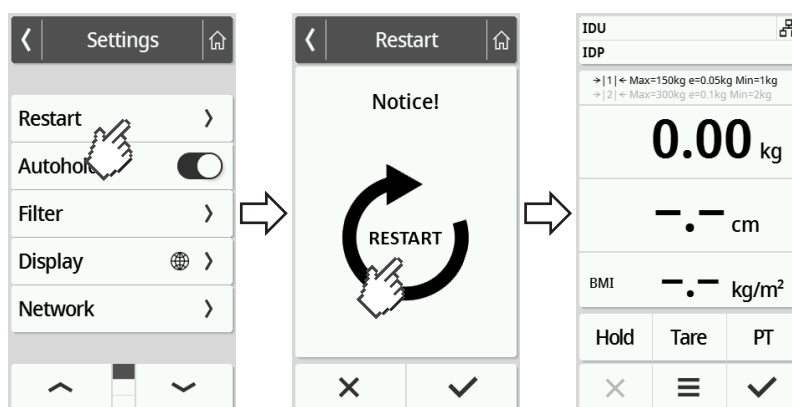 Settings
Restart
Autohol
Filter
Display
Network
Restart
Notice!
RESTART
IDU
IDP
→|1|← Max=150kg e=0.05kg Min=1kg
→|2|← Max=300kg e=0.1kg Min=2kg
0.00 kg
-.- cm
BMI -.- kg/m²
Hold Tare PT